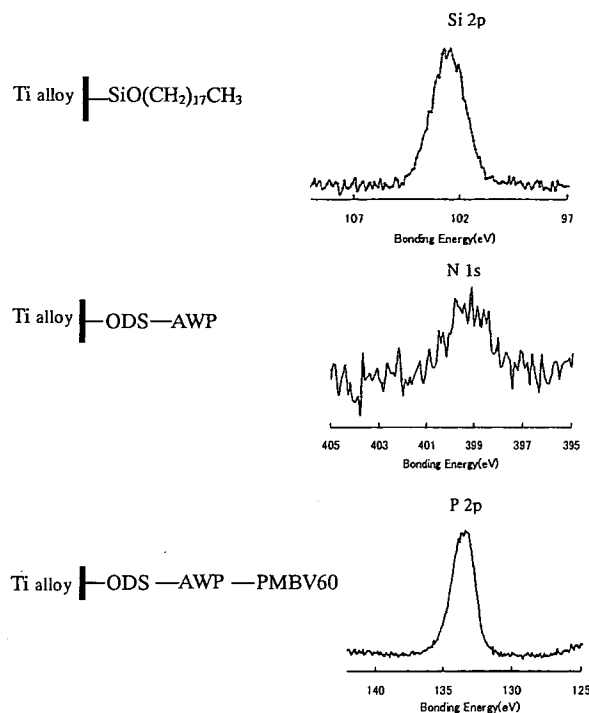 Si 2p
Ti alloy —SiO(CH₂)₁₇CH₃
107 102 97
Bonding Energy(eV)
N 1s
Ti alloy —ODS—AWP
405 403 401 399 397 395
Bonding Energy(eV)
P 2p
Ti alloy —ODS —AWP —PMBV60
140 135 130 125
Bonding Energy(eV)